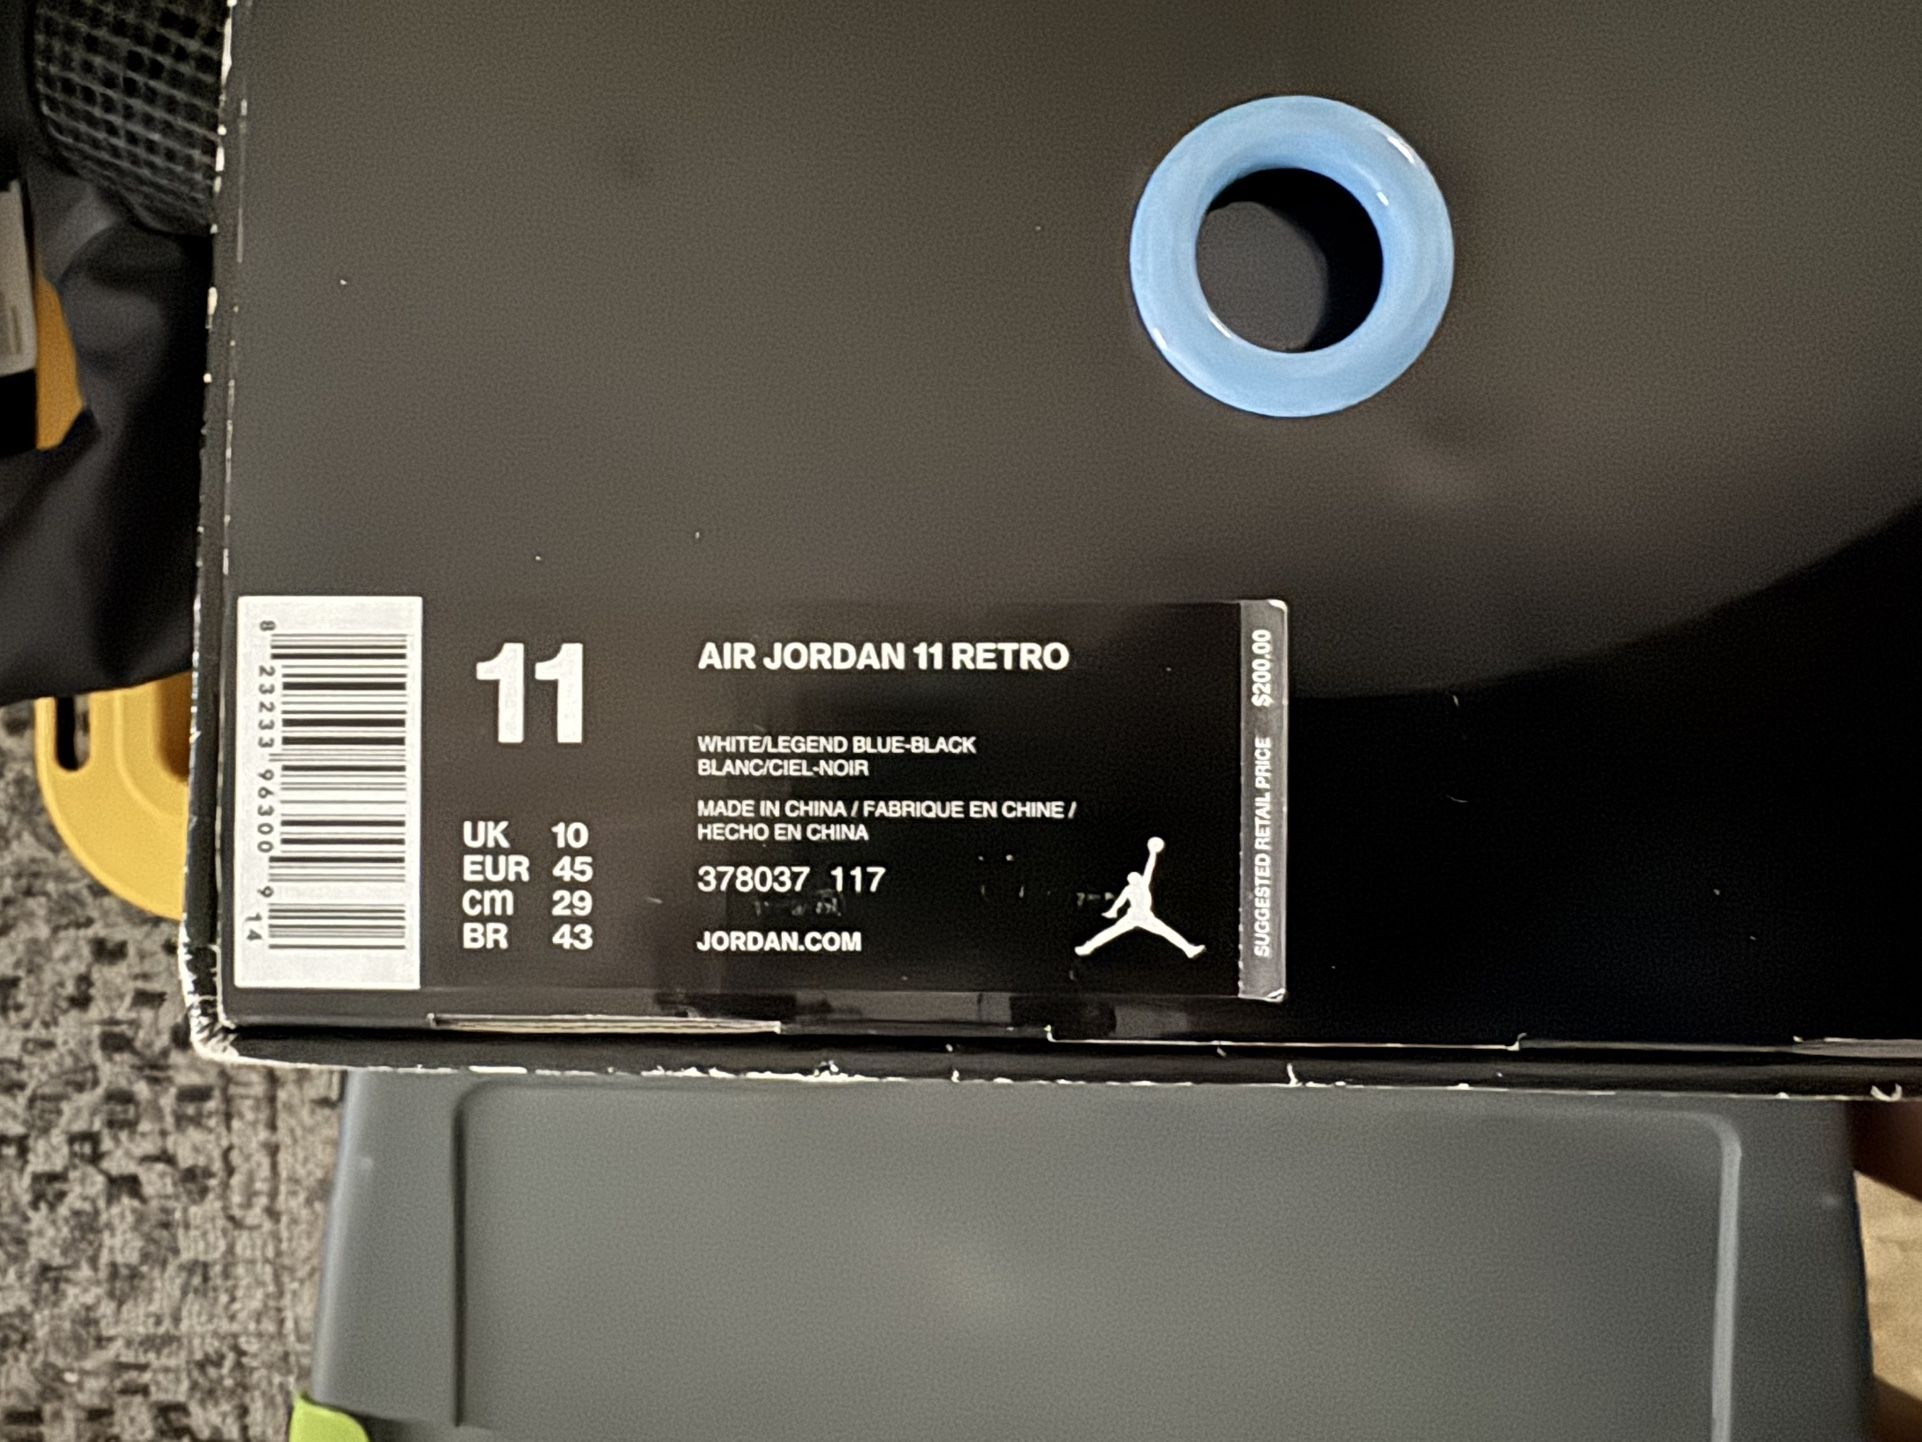 8 23233 96300 9 14
11
UK 10
EUR 45
cm 29
BR 43
AIR JORDAN 11 RETRO
WHITE/LEGEND BLUE-BLACK
BLANC/CIEL-NOIR
MADE IN CHINA / FABRIQUE EN CHINE /
HECHO EN CHINA
378037 117
JORDAN.COM
SUGGESTED RETAIL PRICE $200.00